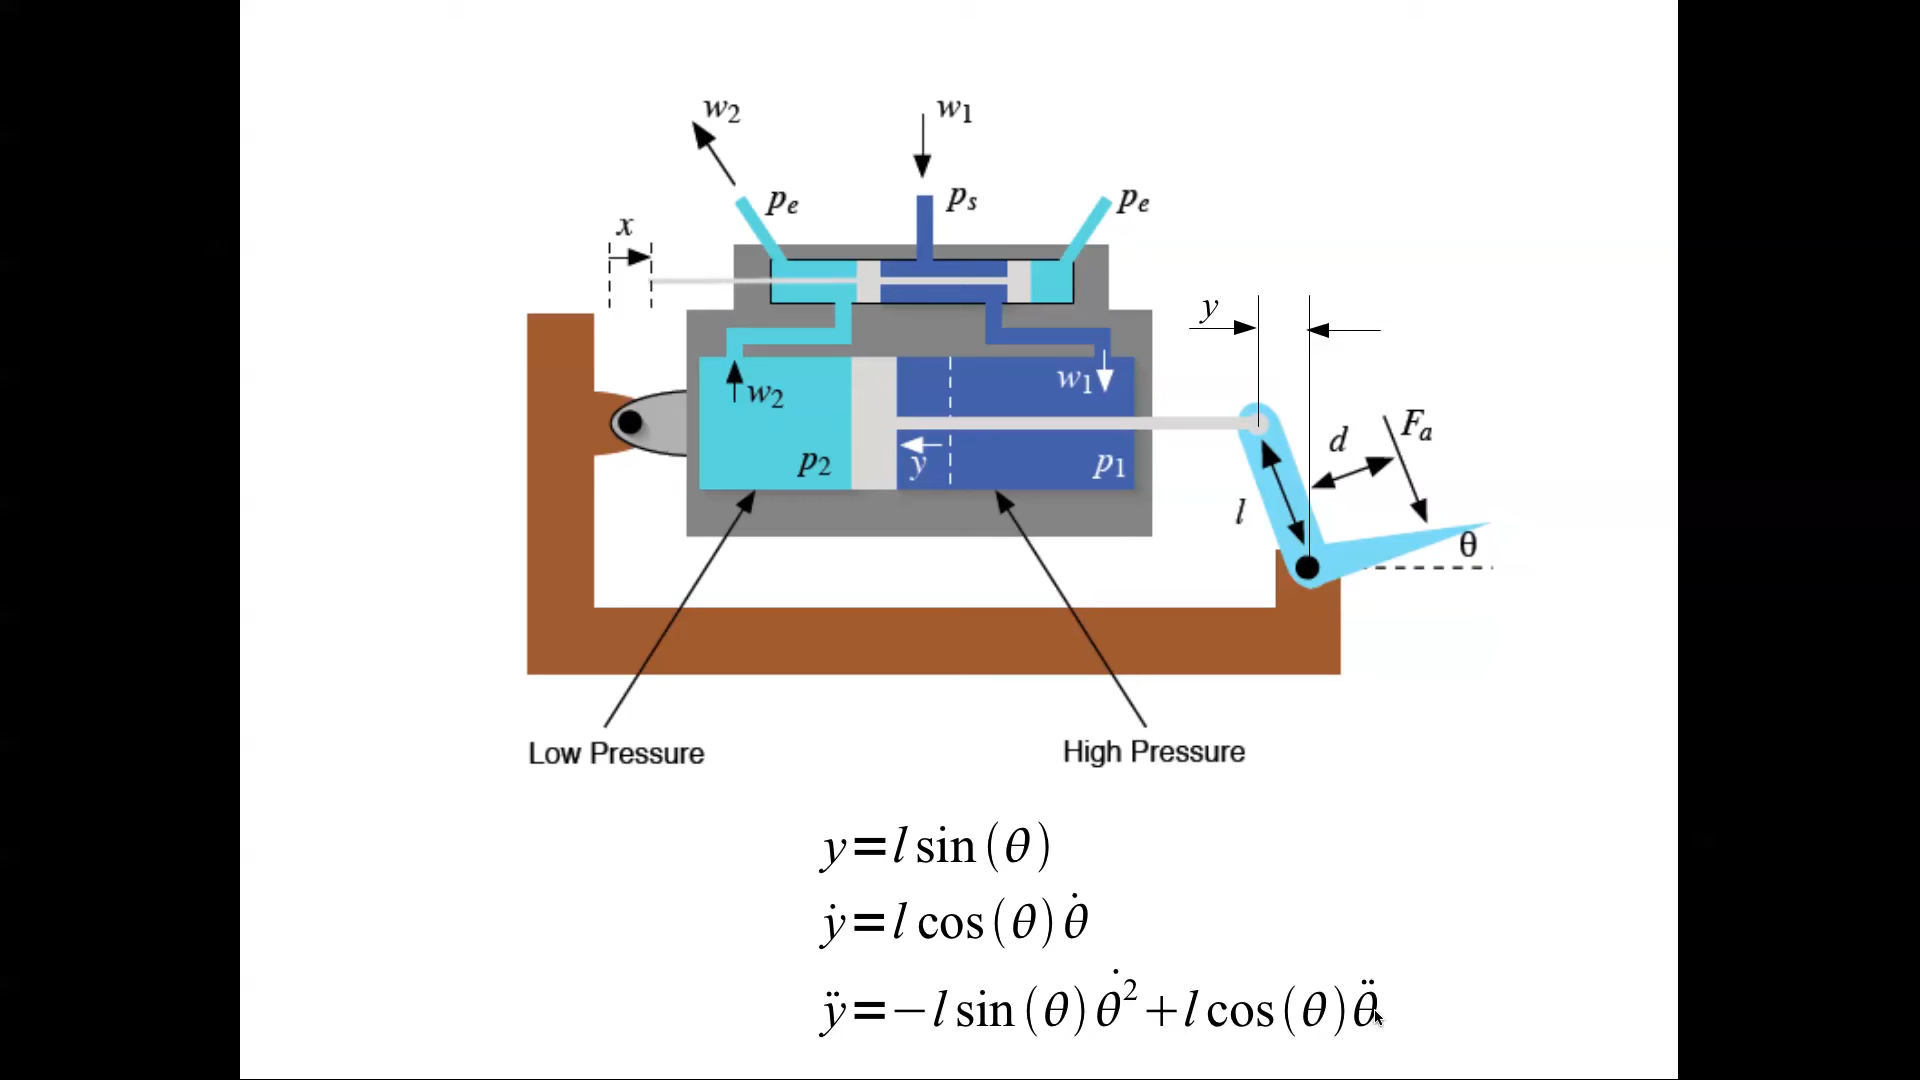 w₂ w₁
pₑ pₛ pₑ
x
y
w₂ w₁
d Fₐ
p₂ y p₁
l
θ
Low Pressure High Pressure
y=l sin(θ)
ẏ=l cos(θ)θ̇
ÿ=−l sin(θ)θ̇²+l cos(θ)θ̈